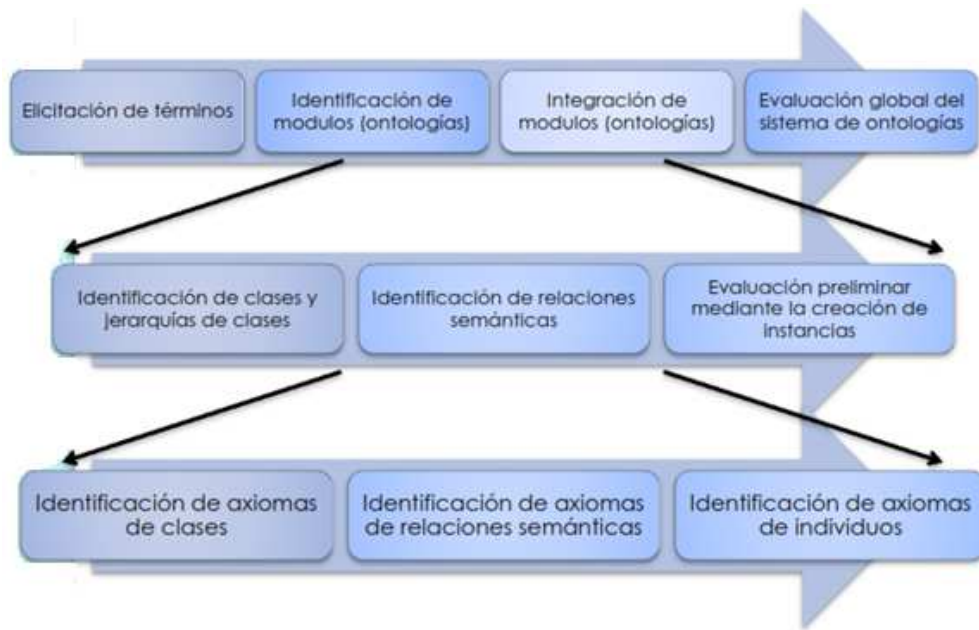 Elicitación de términos
Identificación de
modulos (ontologías)
Integración de
modulos (ontologías)
Evaluación global del
sistema de ontologías
Identificación de clases y
jerarquías de clases
Identificación de relaciones
semánticas
Evaluación preliminar
mediante la creación de
instancias
Identificación de axiomas
de clases
Identificación de axiomas
de relaciones semánticas
Identificación de axiomas
de individuos